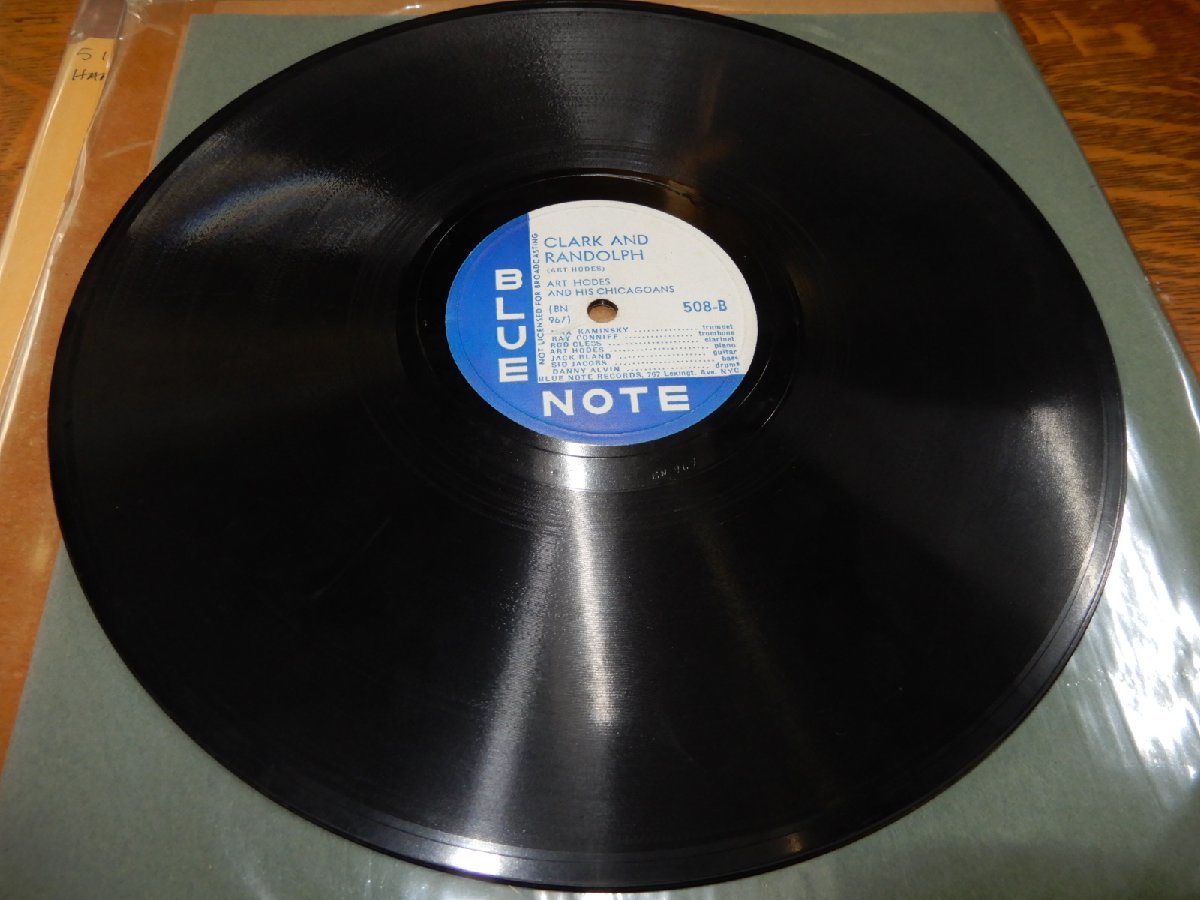 CLARK AND
RANDOLPH
(ART HODES)
ART HODES
AND HIS CHICAGOANS
(BN 508-B
967)
KAMINSKY trumpet
RAY CONNIFF trombone
ROD CLESS clarinet
ART HODES piano
JACK BLAND guitar
SID JACOBS bass
DANNY ALVIN drums
BLUE NOTE RECORDS, 767 Lexingt. Ave. NYC
NOT LICENSED FOR BROADCASTING
BLUE
NOTE
BN 967